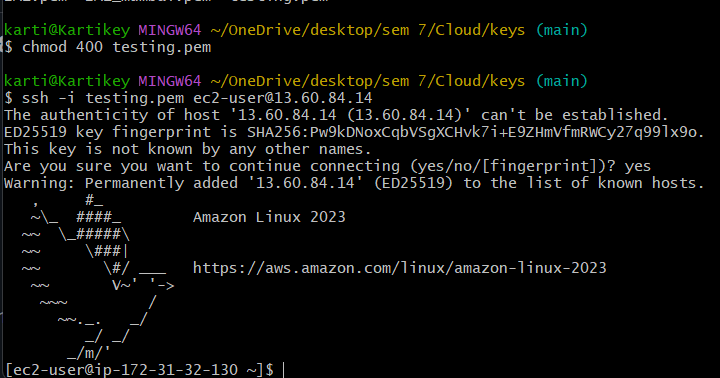 karti@Kartikey MINGW64 ~/OneDrive/desktop/sem 7/Cloud/keys (main)
$ chmod 400 testing.pem

karti@Kartikey MINGW64 ~/OneDrive/desktop/sem 7/Cloud/keys (main)
$ ssh -i testing.pem ec2-user@13.60.84.14
The authenticity of host '13.60.84.14 (13.60.84.14)' can't be established.
ED25519 key fingerprint is SHA256:Pw9kDNoxCqbVSgXCHvk7i+E9ZHmVfmRWCy27q99lx9o.
This key is not known by any other names.
Are you sure you want to continue connecting (yes/no/[fingerprint])? yes
Warning: Permanently added '13.60.84.14' (ED25519) to the list of known hosts.
   ,     #_
   ~\_  ####_        Amazon Linux 2023
  ~~  \_#####\
  ~~     \###|
  ~~       \#/ ___   https://aws.amazon.com/linux/amazon-linux-2023
   ~~       V~' '->
    ~~~         /
      ~~._.   _/
         _/ _/
       _/m/'
[ec2-user@ip-172-31-32-130 ~]$